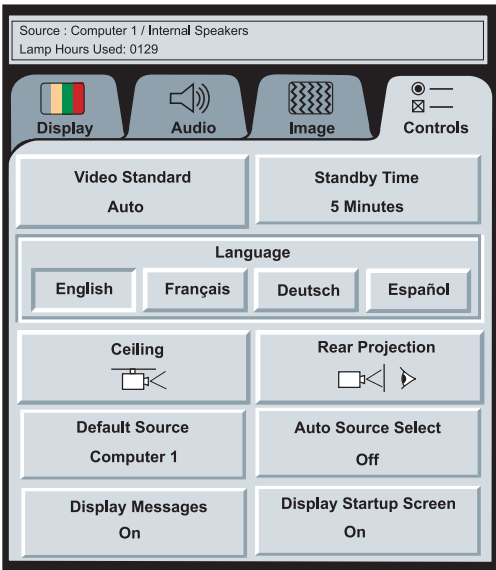 Source : Computer 1 / Internal Speakers
Lamp Hours Used: 0129
Display
Audio
Image
Controls
Video Standard
Auto
Standby Time
5 Minutes
Language
English
Français
Deutsch
Español
Ceiling
Rear Projection
Default Source
Computer 1
Auto Source Select
Off
Display Messages
On
Display Startup Screen
On